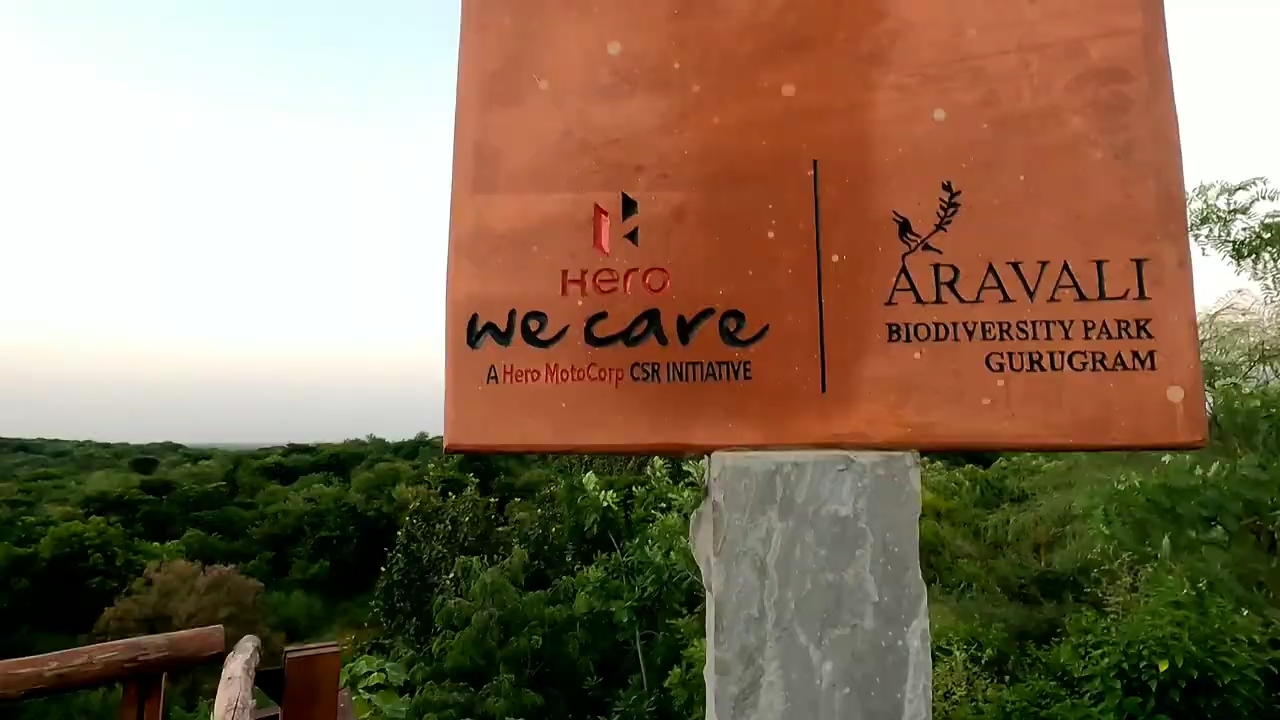 Hero
we care
A Hero MotoCorp CSR INITIATIVE
ARAVALI
BIODIVERSITY PARK
GURUGRAM